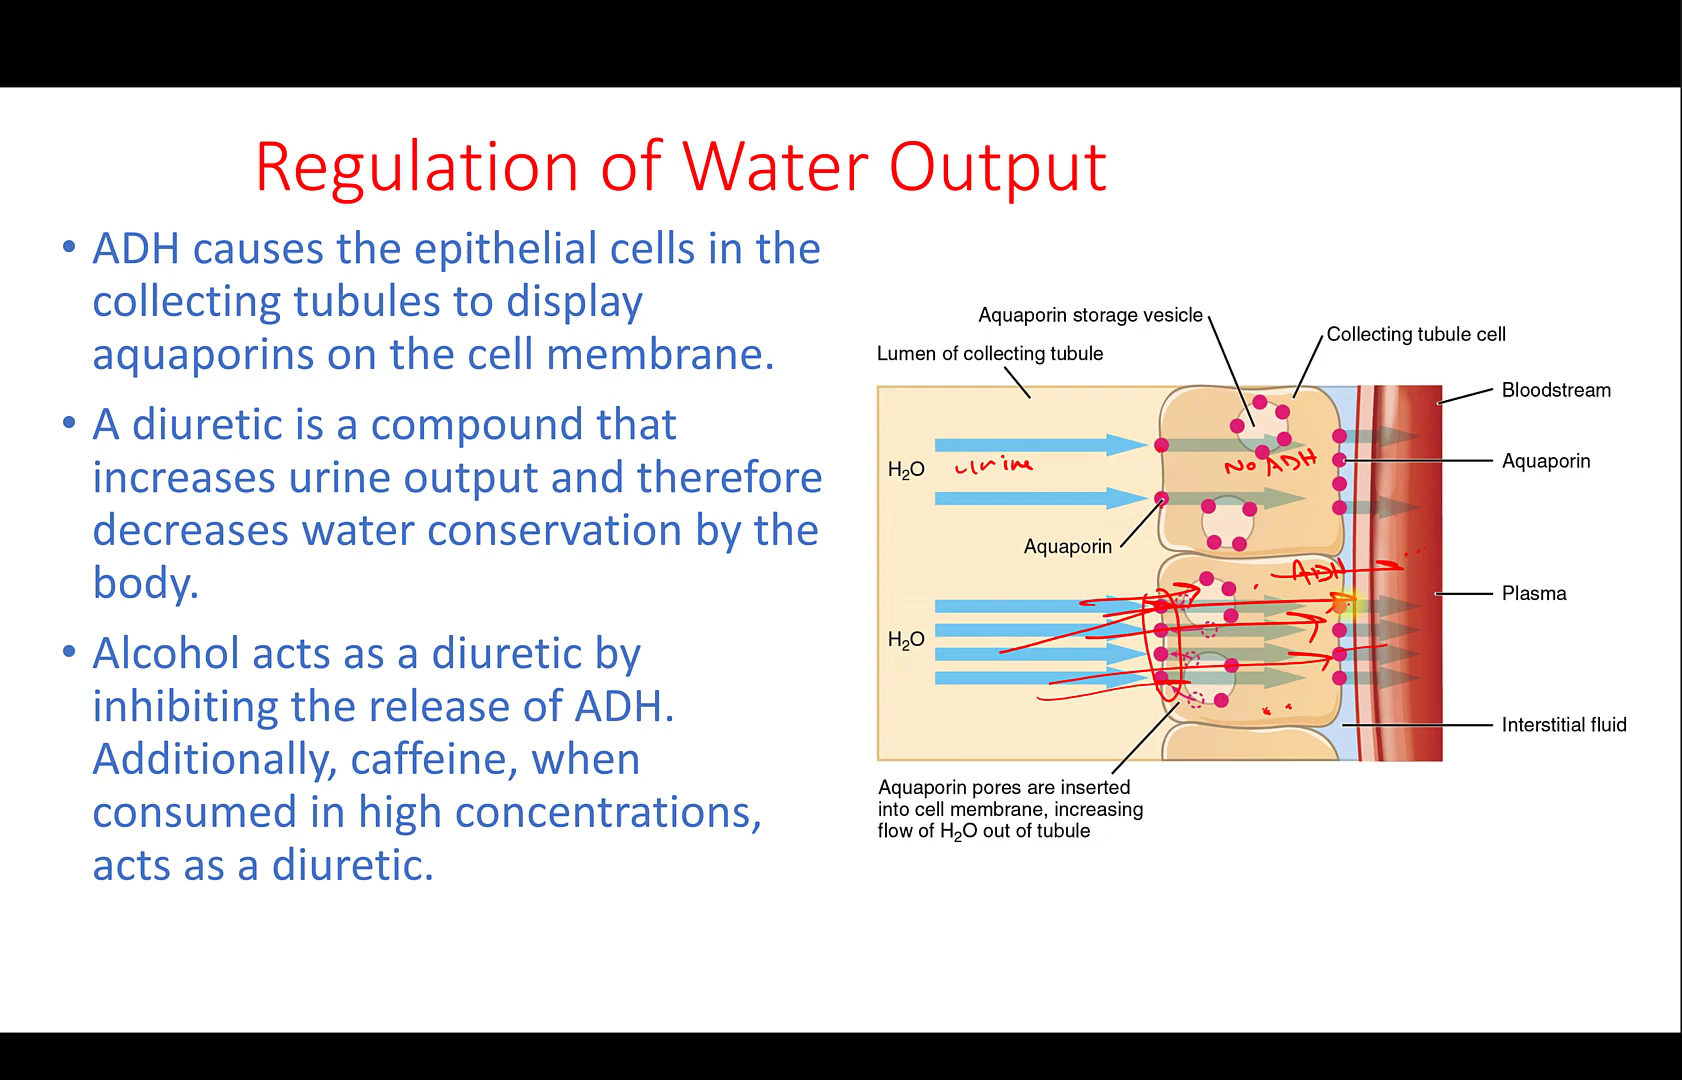 Regulation of Water Output
• ADH causes the epithelial cells in the
collecting tubules to display
aquaporins on the cell membrane.
• A diuretic is a compound that
increases urine output and therefore
decreases water conservation by the
body.
• Alcohol acts as a diuretic by
inhibiting the release of ADH.
Additionally, caffeine, when
consumed in high concentrations,
acts as a diuretic.
Aquaporin storage vesicle
Collecting tubule cell
Lumen of collecting tubule
Bloodstream
H₂O
urine
No ADH
Aquaporin
Aquaporin
ADH
Plasma
H₂O
Interstitial fluid
Aquaporin pores are inserted
into cell membrane, increasing
flow of H₂O out of tubule